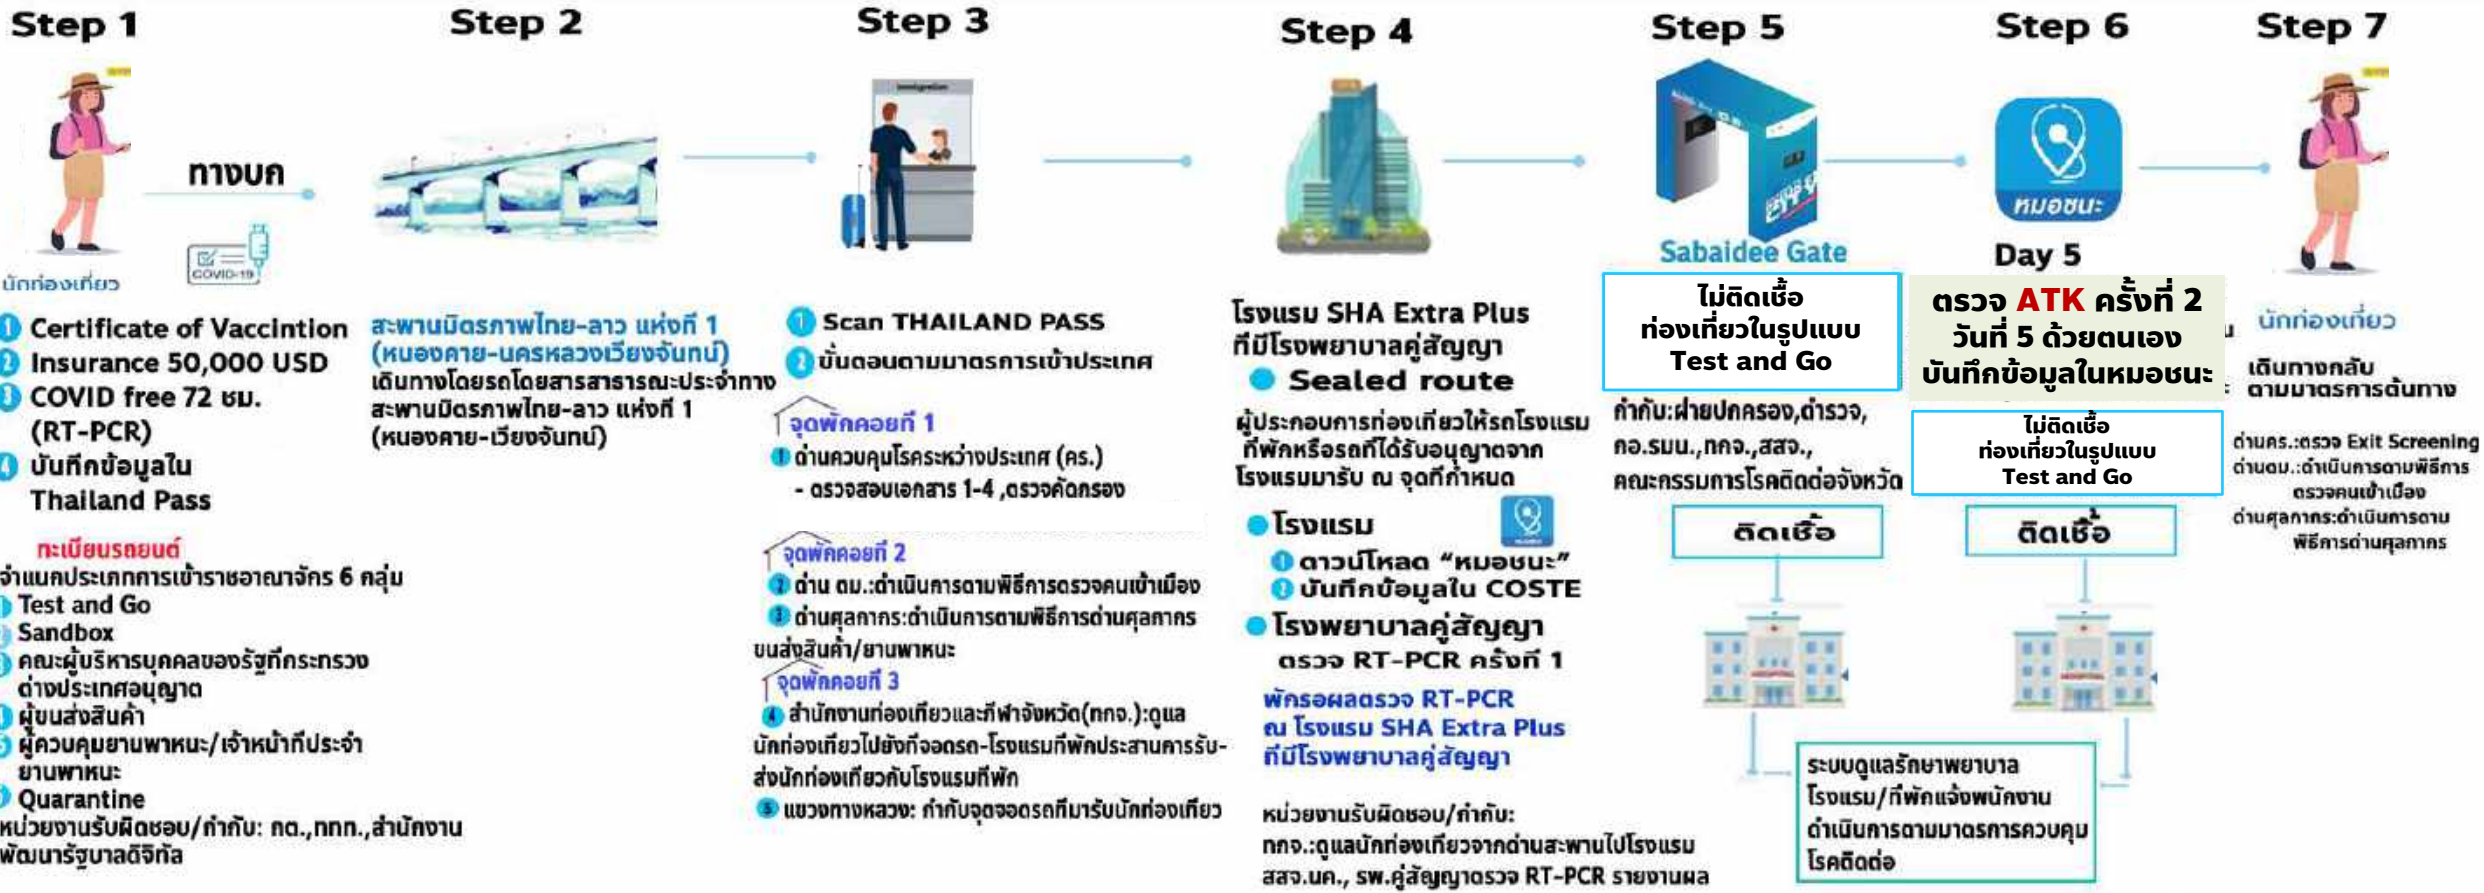 Step 1
ทางบก
COVID-19
นักท่องเที่ยว
1 Certificate of Vaccintion
2 Insurance 50,000 USD
3 COVID free 72 ชม.
(RT-PCR)
4 บันทึกข้อมูลใน
Thailand Pass
ทะเบียนรถยนต์
จำแนกประเภทการเข้าราชอาณาจักร 6 กลุ่ม
Test and Go
Sandbox
คณะผู้บริหารบุคคลของรัฐที่กระทรวง
ต่างประเทศอนุญาต
ผู้ขนส่งสินค้า
ผู้ควบคุมยานพาหนะ/เจ้าหน้าที่ประจำ
ยานพาหนะ
Quarantine
หน่วยงานรับผิดชอบ/กำกับ: กต.,ททท.,สำนักงาน
พัฒนารัฐบาลดิจิทัล
Step 2
สะพานมิตรภาพไทย-ลาว แห่งที่ 1
(หนองคาย-นครหลวงเวียงจันทน์)
เดินทางโดยรถโดยสารสาธารณะประจำทาง
สะพานมิตรภาพไทย-ลาว แห่งที่ 1
(หนองคาย-เวียงจันทน์)
Step 3
Immigration
1 Scan THAILAND PASS
2 ขั้นตอนตามมาตรการเข้าประเทศ
จุดพักคอยที่ 1
1 ด่านควบคุมโรคระหว่างประเทศ (คร.)
- ตรวจสอบเอกสาร 1-4 ,ตรวจคัดกรอง
จุดพักคอยที่ 2
2 ด่าน ตม.:ดำเนินการตามพิธีการตรวจคนเข้าเมือง
3 ด่านศุลกากร:ดำเนินการตามพิธีการด่านศุลกากร
ขนส่งสินค้า/ยานพาหนะ
จุดพักคอยที่ 3
4 สำนักงานท่องเที่ยวและกีฬาจังหวัด(ทกจ.):ดูแล
นักท่องเที่ยวไปยังที่จอดรถ-โรงแรมที่พักประสานการรับ-
ส่งนักท่องเที่ยวกับโรงแรมที่พัก
5 แขวงทางหลวง: กำกับจุดจอดรถที่มารับนักท่องเที่ยว
Step 4
โรงแรม SHA Extra Plus
ที่มีโรงพยาบาลคู่สัญญา
Sealed route
ผู้ประกอบการท่องเที่ยวให้รถโรงแรม
ที่พักหรือรถที่ได้รับอนุญาตจาก
โรงแรมมารับ ณ จุดที่กำหนด
โรงแรม
1 ดาวน์โหลด “หมอชนะ”
2 บันทึกข้อมูลใน COSTE
โรงพยาบาลคู่สัญญา
ตรวจ RT-PCR ครั้งที่ 1
พักรอผลตรวจ RT-PCR
ณ โรงแรม SHA Extra Plus
ที่มีโรงพยาบาลคู่สัญญา
หน่วยงานรับผิดชอบ/กำกับ:
ทกจ.:ดูแลนักท่องเที่ยวจากด่านสะพานไปโรงแรม
สสจ.นค., รพ.คู่สัญญาตรวจ RT-PCR รายงานผล
Step 5
Sabaidee Gate
ไม่ติดเชื้อ
ท่องเที่ยวในรูปแบบ
Test and Go
กำกับ:ฝ่ายปกครอง,ตำรวจ,
กอ.รมน.,ทกจ.,สสจ.,
คณะกรรมการโรคติดต่อจังหวัด
ติดเชื้อ
HOSPITAL
Step 6
หมอชนะ
Day 5
ตรวจ ATK ครั้งที่ 2
วันที่ 5 ด้วยตนเอง
บันทึกข้อมูลในหมอชนะ
ไม่ติดเชื้อ
ท่องเที่ยวในรูปแบบ
Test and Go
ติดเชื้อ
HOSPITAL
ระบบดูแลรักษาพยาบาล
โรงแรม/ที่พักแจ้งพนักงาน
ดำเนินการตามมาตรการควบคุม
โรคติดต่อ
Step 7
นักท่องเที่ยว
เดินทางกลับ
ตามมาตรการต้นทาง
ด่านคร.:ตรวจ Exit Screening
ด่านตม.:ดำเนินการตามพิธีการ
ตรวจคนเข้าเมือง
ด่านศุลกากร:ดำเนินการตาม
พิธีการด่านศุลกากร